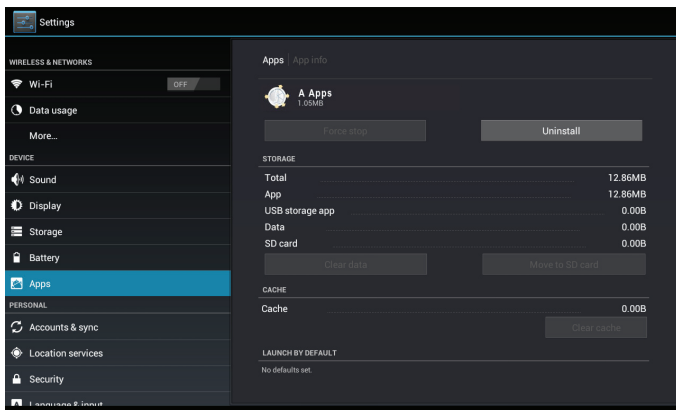 Settings
WIRELESS & NETWORKS
Wi-Fi OFF
Data usage
More...
DEVICE
Sound
Display
Storage
Battery
Apps
PERSONAL
Accounts & sync
Location services
Security
A Language & input
Apps App info
A Apps
1.05MB
Force stop Uninstall
STORAGE
Total 12.86MB
App 12.86MB
USB storage app 0.00B
Data 0.00B
SD card 0.00B
Clear data Move to SD card
CACHE
Cache 0.00B
Clear cache
LAUNCH BY DEFAULT
No defaults set.